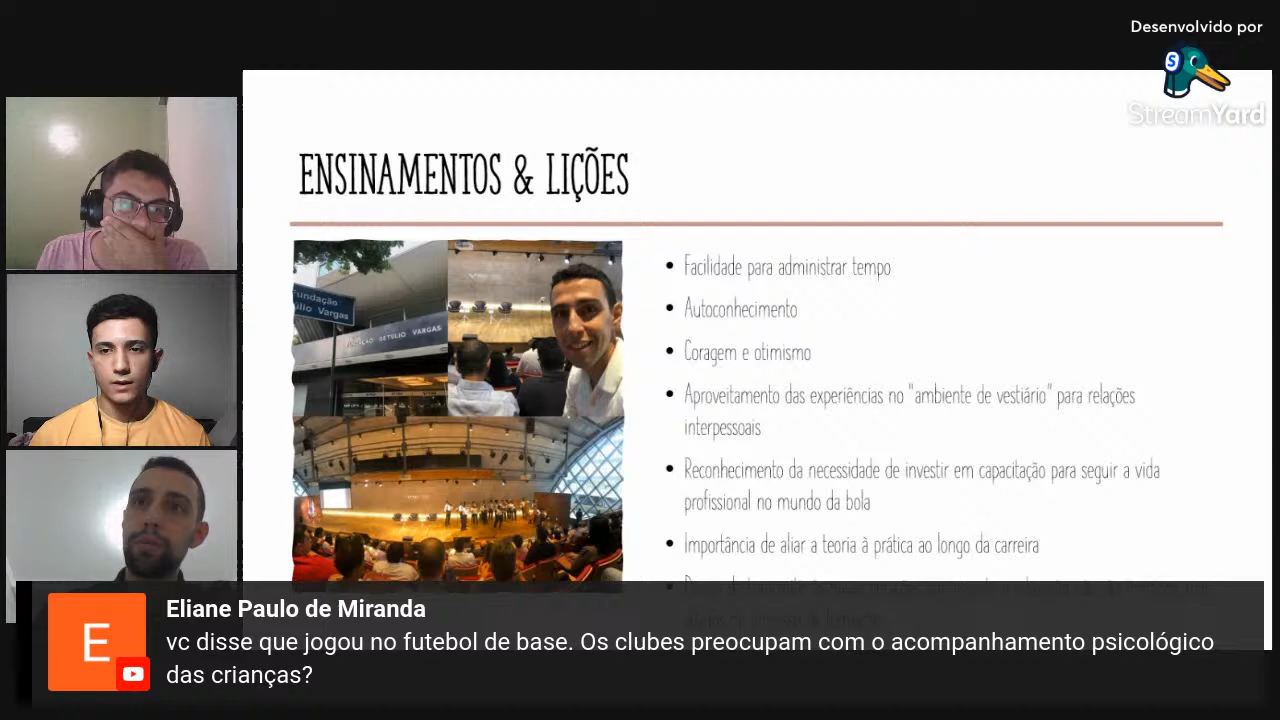 Desenvolvido por
StreamYard
ENSINAMENTOS & LIÇÕES
Fundação
úlio Vargas
GETULIO VARGAS
• Facilidade para administrar tempo
• Autoconhecimento
• Coragem e otimismo
• Aproveitamento das experiências no "ambiente de vestiário" para relações
interpessoais
• Reconhecimento da necessidade de investir em capacitação para seguir a vida
profissional no mundo da bola
• Importância de aliar a teoria à prática ao longo da carreira
E
Eliane Paulo de Miranda
vc disse que jogou no futebol de base. Os clubes preocupam com o acompanhamento psicológico
das crianças?